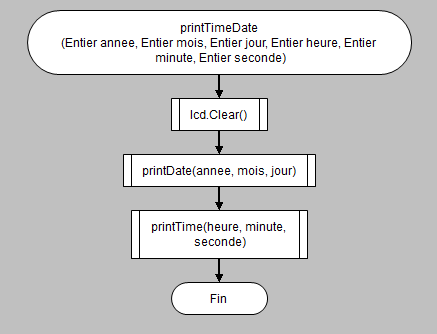 printTimeDate
(Entier annee, Entier mois, Entier jour, Entier heure, Entier
minute, Entier seconde)
lcd.Clear()
printDate(annee, mois, jour)
printTime(heure, minute,
seconde)
Fin